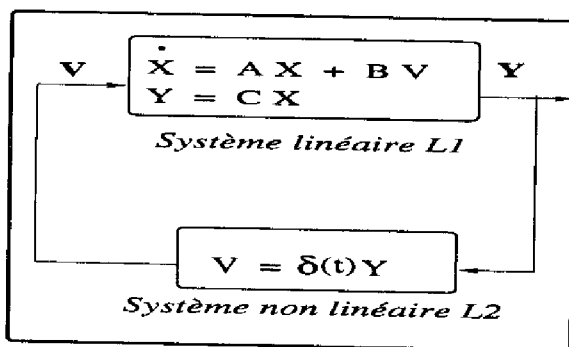 V
Ẋ = A X + B V
Y
Y = C X
Système linéaire L1
V = δ(t) Y
Système non linéaire L2